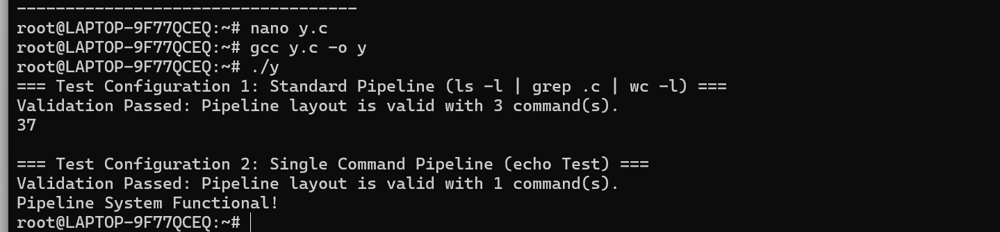 ----------------------------------
root@LAPTOP-9F77QCEQ:~# nano y.c
root@LAPTOP-9F77QCEQ:~# gcc y.c -o y
root@LAPTOP-9F77QCEQ:~# ./y
=== Test Configuration 1: Standard Pipeline (ls -l | grep .c | wc -l) ===
Validation Passed: Pipeline layout is valid with 3 command(s).
37
=== Test Configuration 2: Single Command Pipeline (echo Test) ===
Validation Passed: Pipeline layout is valid with 1 command(s).
Pipeline System Functional!
root@LAPTOP-9F77QCEQ:~#